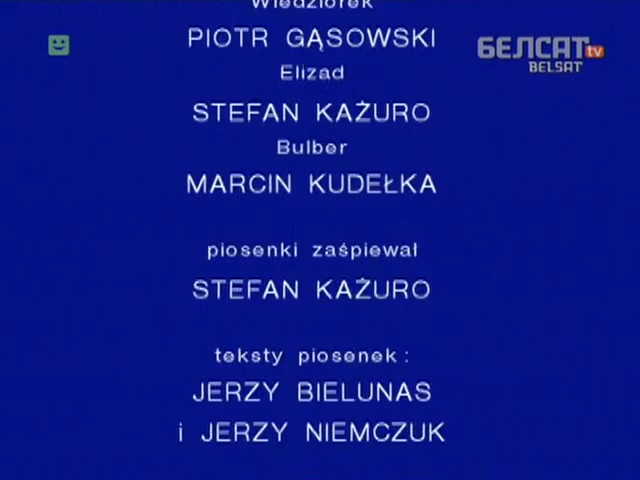 Wiedziorek
PIOTR GĄSOWSKI
БЕЛСАТ tv
BELSAT
Elizad
STEFAN KAŻURO
Bulber
MARCIN KUDEŁKA
piosenki zaśpiewał
STEFAN KAŻURO
teksty piosenek :
JERZY BIELUNAS
i JERZY NIEMCZUK